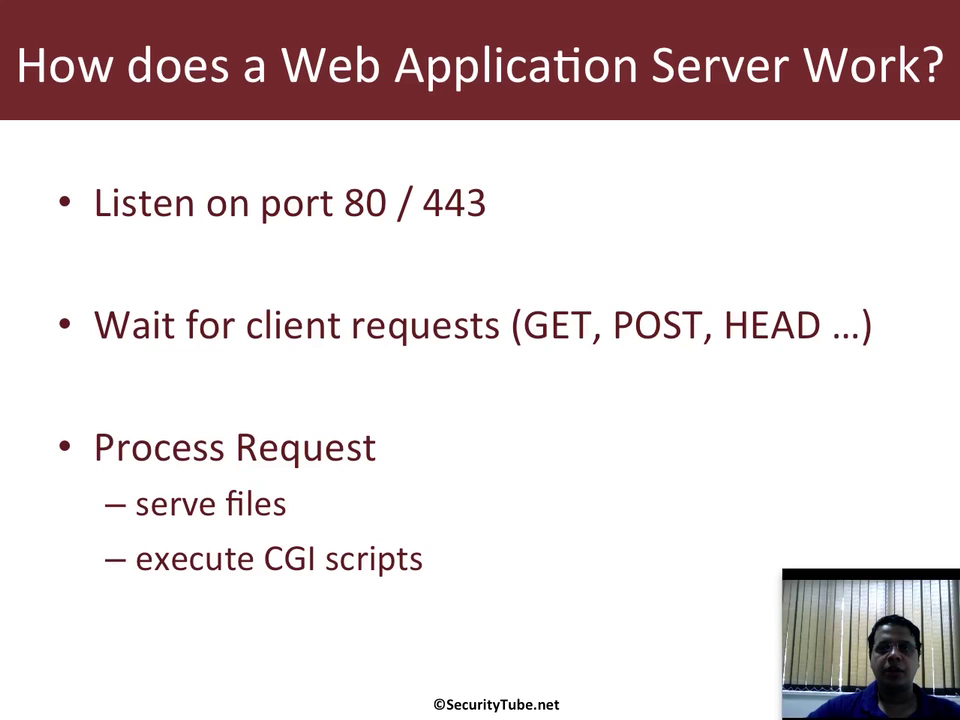 How does a Web Application Server Work?
• Listen on port 80 / 443
• Wait for client requests (GET, POST, HEAD …)
• Process Request
– serve files
– execute CGI scripts
©SecurityTube.net